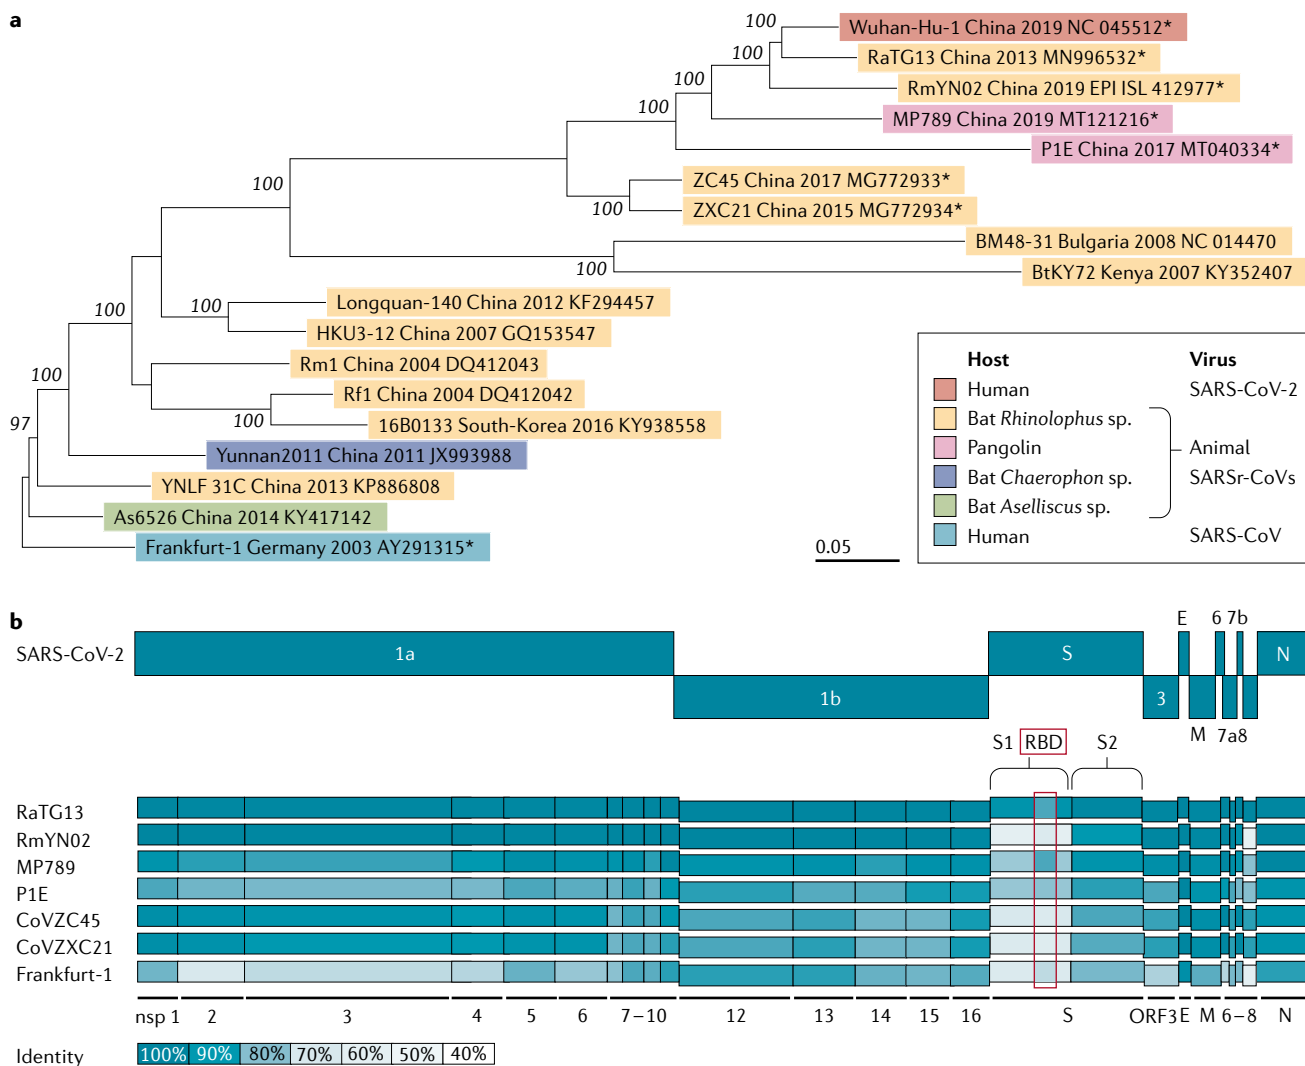 a
100
Wuhan-Hu-1 China 2019 NC 045512*
100
RaTG13 China 2013 MN996532*
100
RmYN02 China 2019 EPI ISL 412977*
100
MP789 China 2019 MT121216*
P1E China 2017 MT040334*
100
ZC45 China 2017 MG772933*
100
ZXC21 China 2015 MG772934*
BM48-31 Bulgaria 2008 NC 014470
100
BtKY72 Kenya 2007 KY352407
100
100
Longquan-140 China 2012 KF294457
HKU3-12 China 2007 GQ153547
Rm1 China 2004 DQ412043
100
Rf1 China 2004 DQ412042
100
16B0133 South-Korea 2016 KY938558
97
Yunnan2011 China 2011 JX993988
YNLF 31C China 2013 KP886808
As6526 China 2014 KY417142
Frankfurt-1 Germany 2003 AY291315*
0.05
Host Virus
Human SARS-CoV-2
Bat Rhinolophus sp.
Pangolin Animal
Bat Chaerophon sp. SARSr-CoVs
Bat Aselliscus sp.
Human SARS-CoV
b
E 6 7b
SARS-CoV-2 1a S N
1b 3
M 7a8
S1 RBD S2
RaTG13
RmYN02
MP789
P1E
CoVZC45
CoVZXC21
Frankfurt-1
nsp 1 2 3 4 5 6 7–10 12 13 14 15 16 S ORF3 E M 6–8 N
Identity 100% 90% 80% 70% 60% 50% 40%